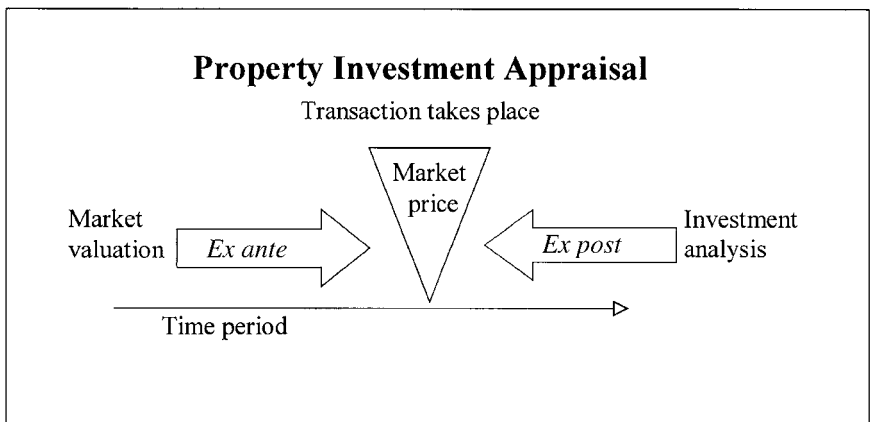 Property Investment Appraisal
Transaction takes place
Market
price
Market
valuation
Ex ante
Ex post
Investment
analysis
Time period